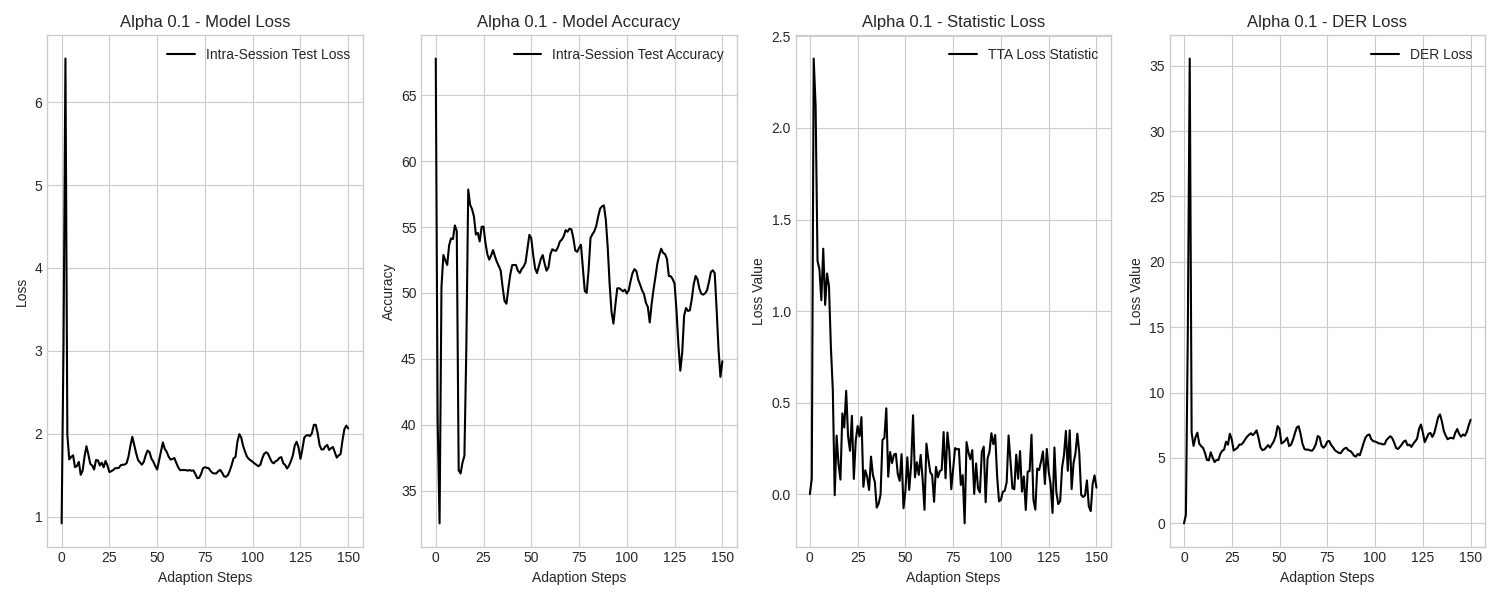 Alpha 0.1 - Model Loss
Intra-Session Test Loss
6
5
4
3
2
1
Loss
0 25 50 75 100 125 150
Adaption Steps
Alpha 0.1 - Model Accuracy
Intra-Session Test Accuracy
65
60
55
50
45
40
35
Accuracy
0 25 50 75 100 125 150
Adaption Steps
Alpha 0.1 - Statistic Loss
TTA Loss Statistic
2.5
2.0
1.5
1.0
0.5
0.0
Loss Value
0 25 50 75 100 125 150
Adaption Steps
Alpha 0.1 - DER Loss
DER Loss
35
30
25
20
15
10
5
0
Loss Value
0 25 50 75 100 125 150
Adaption Steps